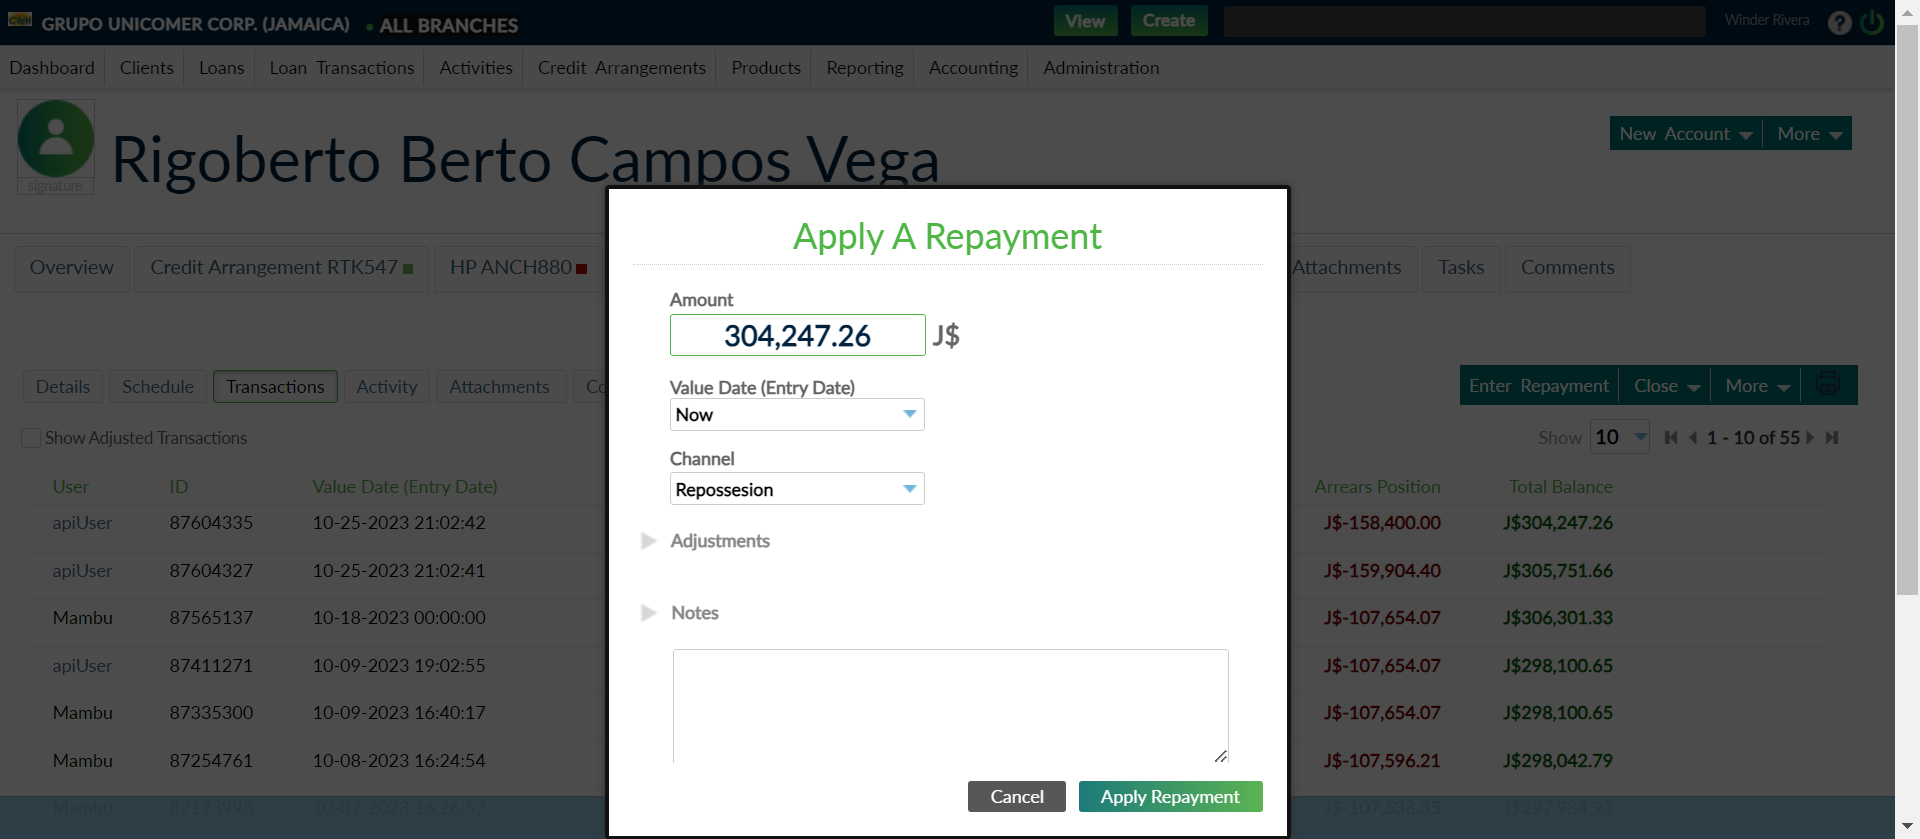 GRUPO UNICOMER CORP. (JAMAICA) • ALL BRANCHES View Create Winder Rivera ?
Dashboard Clients Loans Loan Transactions Activities Credit Arrangements Products Reporting Accounting Administration
signature
Rigoberto Berto Campos Vega
New Account More
Apply A Repayment
Overview Credit Arrangement RTK547 HP ANCH880 Attachments Tasks Comments
Amount
304,247.26 J$
Details Schedule Transactions Activity Attachments
Enter Repayment Close More
Value Date (Entry Date)
Now
Show Adjusted Transactions
Show 10 1 - 10 of 55
Channel
Repossesion
User ID Value Date (Entry Date) Arrears Position Total Balance
apiUser 87604335 10-25-2023 21:02:42 J$-158,400.00 J$304,247.26
Adjustments
apiUser 87604327 10-25-2023 21:02:41 J$-159,904.40 J$305,751.66
Notes
Mambu 87565137 10-18-2023 00:00:00 J$-107,654.07 J$306,301.33
apiUser 87411271 10-09-2023 19:02:55 J$-107,654.07 J$298,100.65
Mambu 87335300 10-09-2023 16:40:17 J$-107,654.07 J$298,100.65
Mambu 87254761 10-08-2023 16:24:54 J$-107,596.21 J$298,042.79
Cancel Apply Repayment
Mambu 87173998 10-07-2023 16:26:57 J$-107,538.35 J$297,984.93